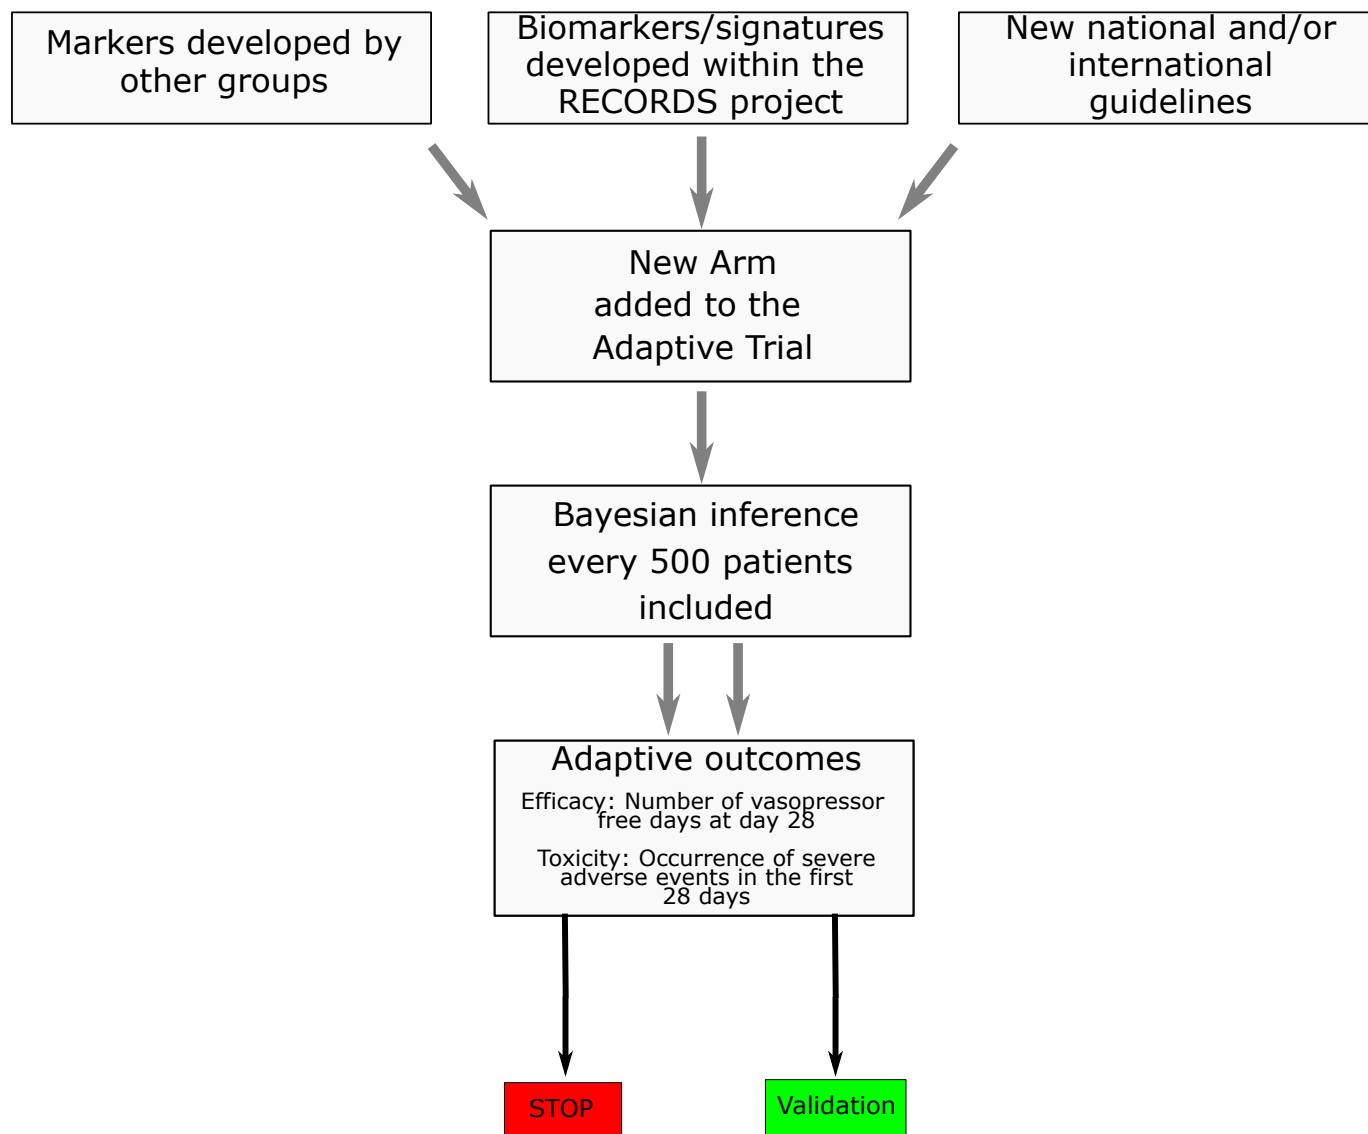 Markers developed by
other groups
Biomarkers/signatures
developed within the
RECORDS project
New national and/or
international
guidelines
New Arm
added to the
Adaptive Trial
Bayesian inference
every 500 patients
included
Adaptive outcomes
Efficacy: Number of vasopressor
free days at day 28
Toxicity: Occurrence of severe
adverse events in the first
28 days
STOP
Validation